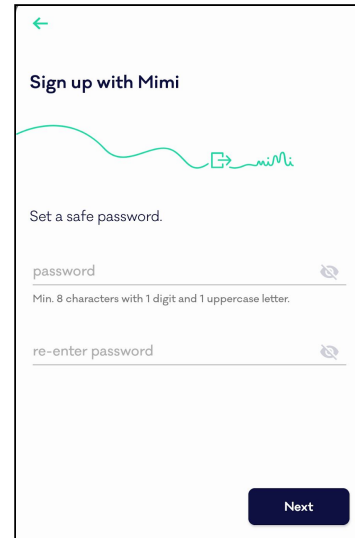 Sign up with Mimi
miMi
Set a safe password.
password
Min. 8 characters with 1 digit and 1 uppercase letter.
re-enter password
Next